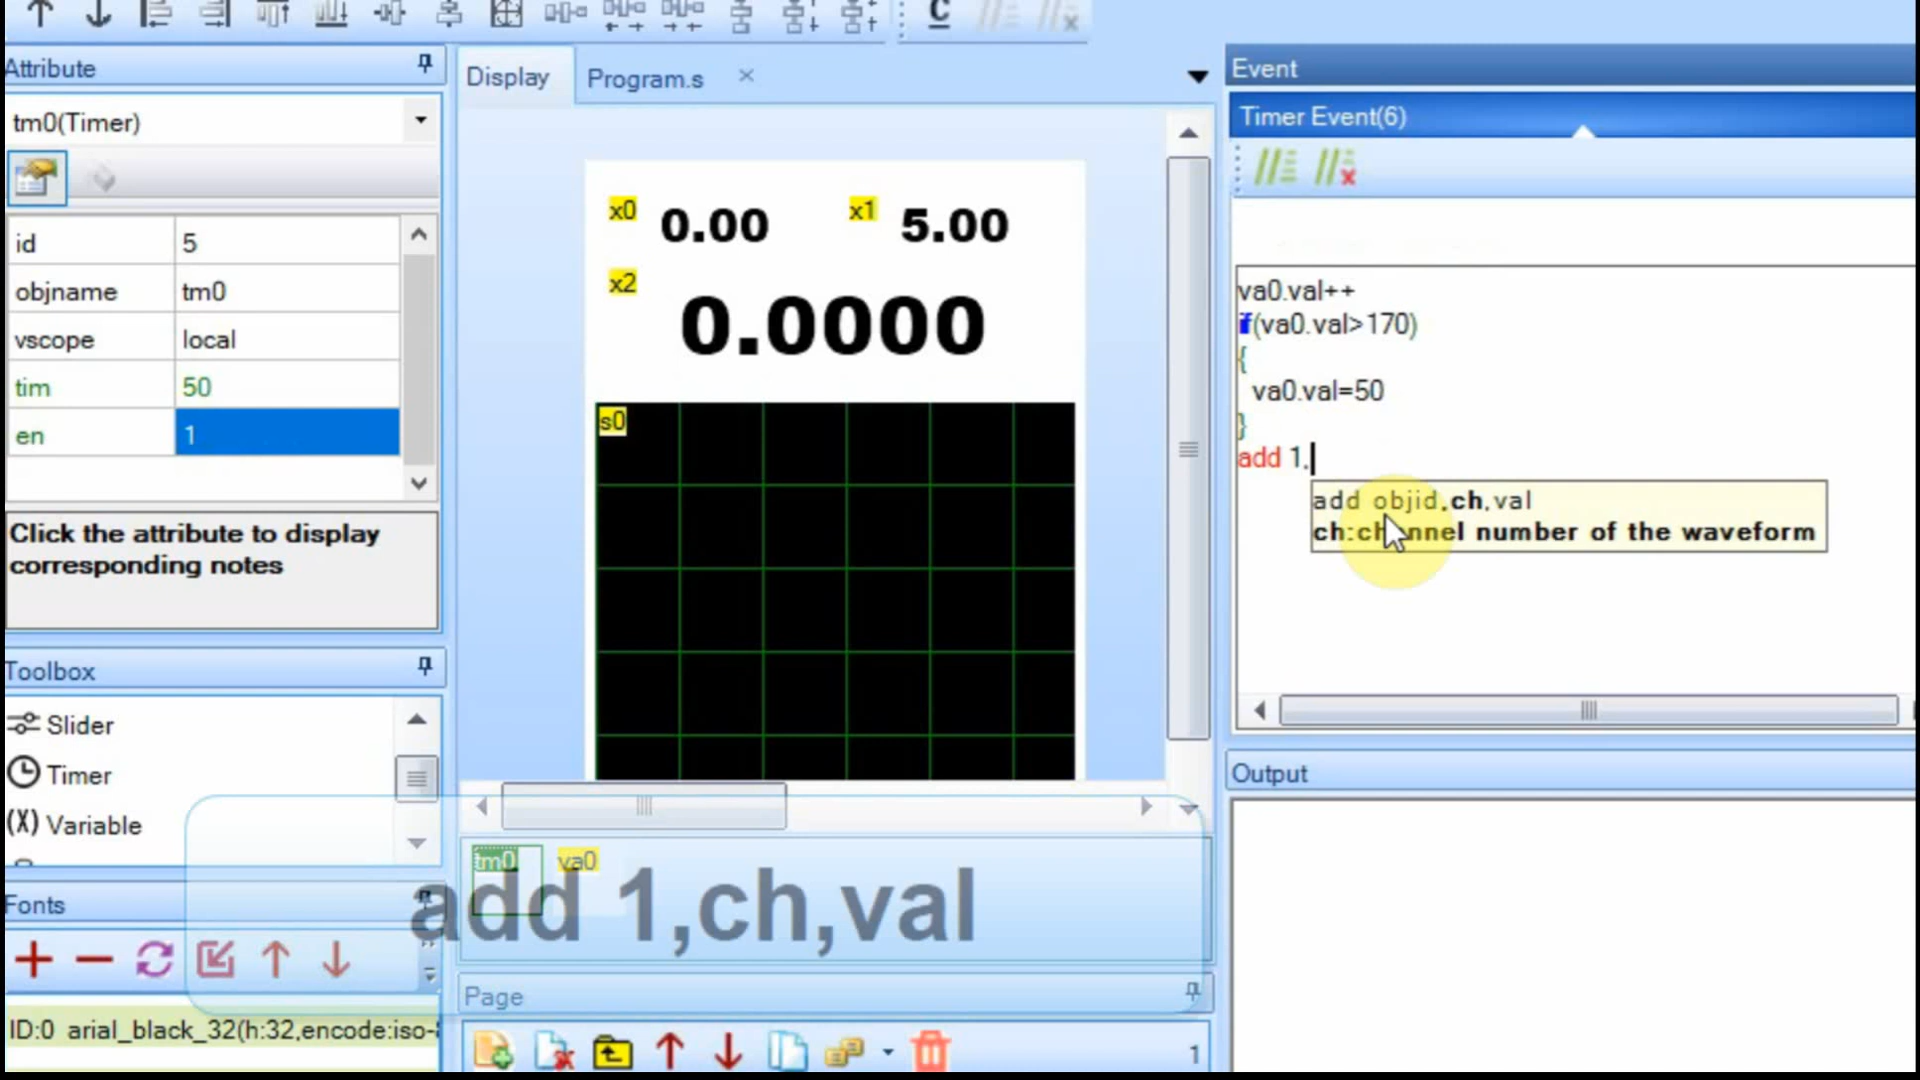 Attribute
tm0(Timer)
id 5
objname tm0
vscope local
tim 50
en 1
Click the attribute to display
corresponding notes
Toolbox
Slider
Timer
(X) Variable
Fonts
ID:0 arial_black_32(h:32,encode:iso-8
Display
Program.s
x0 0.00
x1 5.00
x2 0.0000
s0
tm0
va0
add 1,ch,val
Page
1
Event
Timer Event(6)
va0.val++
if(va0.val>170)
{
va0.val=50
}
add 1,
add objid,ch,val
ch:channel number of the waveform
Output